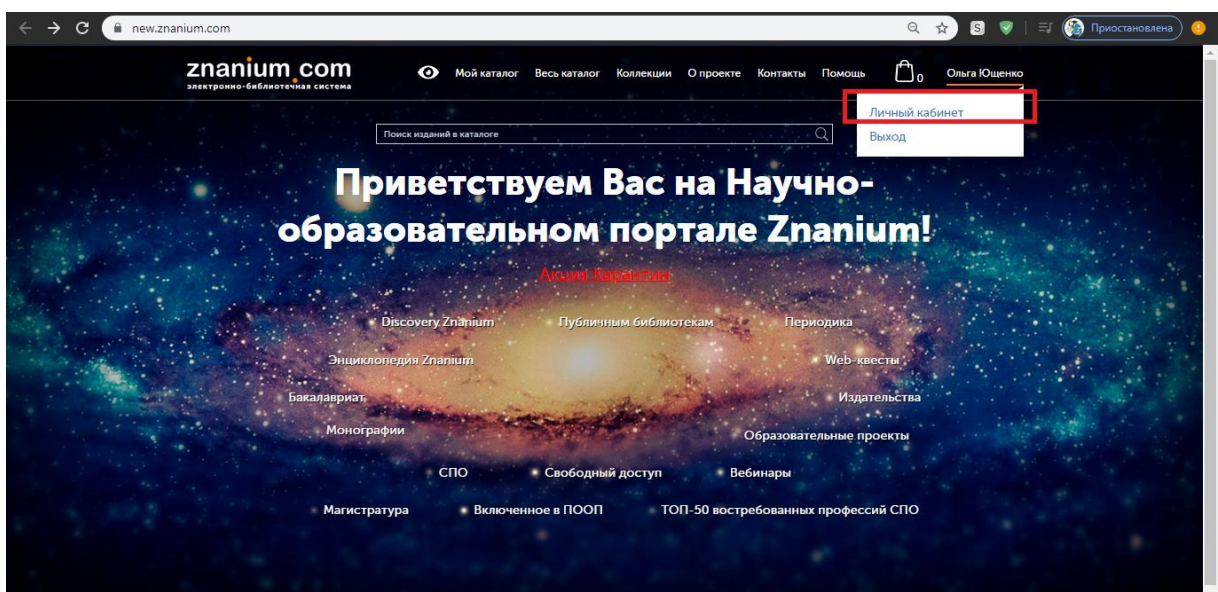 new.znanium.com
S
Приостановлена
znanium.com
электронно-библиотечная система
Мой каталог Весь каталог Коллекции О проекте Контакты Помощь 0 Ольга Ющенко
Личный кабинет
Выход
Поиск изданий в каталоге
Приветствуем Вас на Научно-
образовательном портале Znanium!
Акция Карантин
Discovery Znanium Публичным библиотекам Периодика
Энциклопедия Znanium Web-квесты
Бакалавриат Издательства
Монографии Образовательные проекты
СПО Свободный доступ Вебинары
Магистратура Включенное в ПООП ТОП-50 востребованных профессий СПО